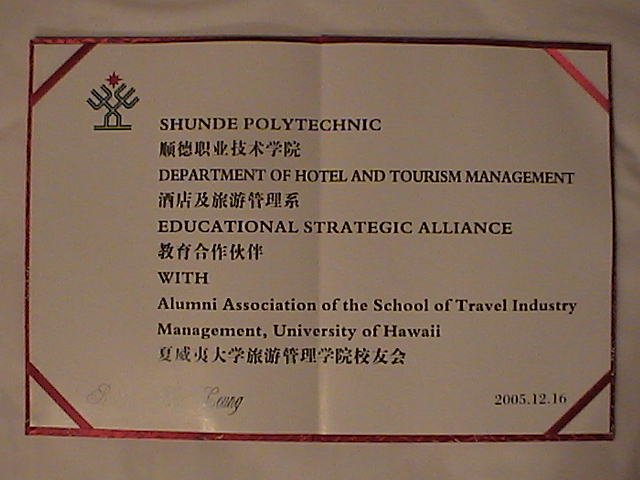 SHUNDE POLYTECHNIC
顺德职业技术学院
DEPARTMENT OF HOTEL AND TOURISM MANAGEMENT
酒店及旅游管理系
EDUCATIONAL STRATEGIC ALLIANCE
教育合作伙伴
WITH
Alumni Association of the School of Travel Industry
Management, University of Hawaii
夏威夷大学旅游管理学院校友会
2005.12.16